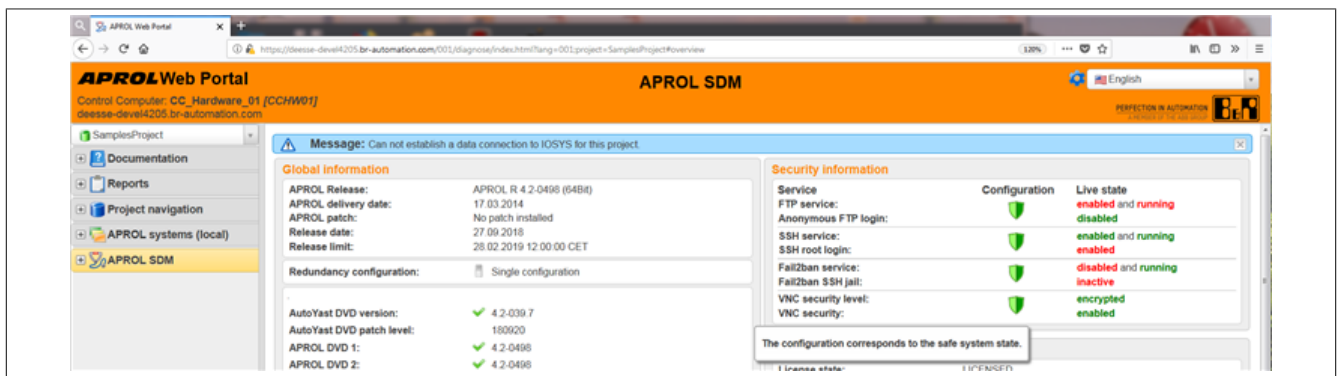 APROL Web Portal
https://deesse-devel4205.br-automation.com/001/diagnose/index.html?lang=001;project=SamplesProject#overview
120%
APROL Web Portal
APROL SDM
English
Control Computer: CC_Hardware_01 [CCHW01]
deesse-devel4205.br-automation.com
PERFECTION IN AUTOMATION
A MEMBER OF THE ABB GROUP
B&R
SamplesProject
Documentation
Reports
Project navigation
APROL systems (local)
APROL SDM
Message: Can not establish a data connection to IOSYS for this project.
Global information
APROL Release: APROL R 4.2-0498 (64Bit)
APROL delivery date: 17.03.2014
APROL patch: No patch installed
Release date: 27.09.2018
Release limit: 28.02.2019 12:00:00 CET
Redundancy configuration: Single configuration
AutoYast DVD version: 4.2-039.7
AutoYast DVD patch level: 180920
APROL DVD 1: 4.2-0498
APROL DVD 2: 4.2-0498
Security information
Service Configuration Live state
FTP service: enabled and running
Anonymous FTP login: disabled
SSH service: enabled and running
SSH root login: enabled
Fail2ban service: disabled and running
Fail2ban SSH jail: inactive
VNC security level: encrypted
VNC security: enabled
The configuration corresponds to the safe system state.
License state: LICENSED